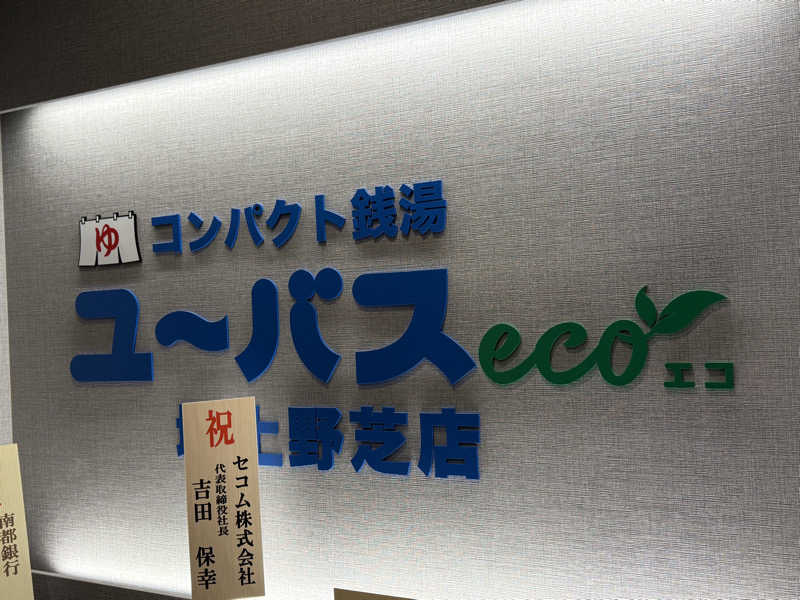 ゆ
コンパクト銭湯
ユ〜バスeco
エコ
上野芝店
祝
セコム株式会社
代表取締役社長
吉田 保幸
南都銀行